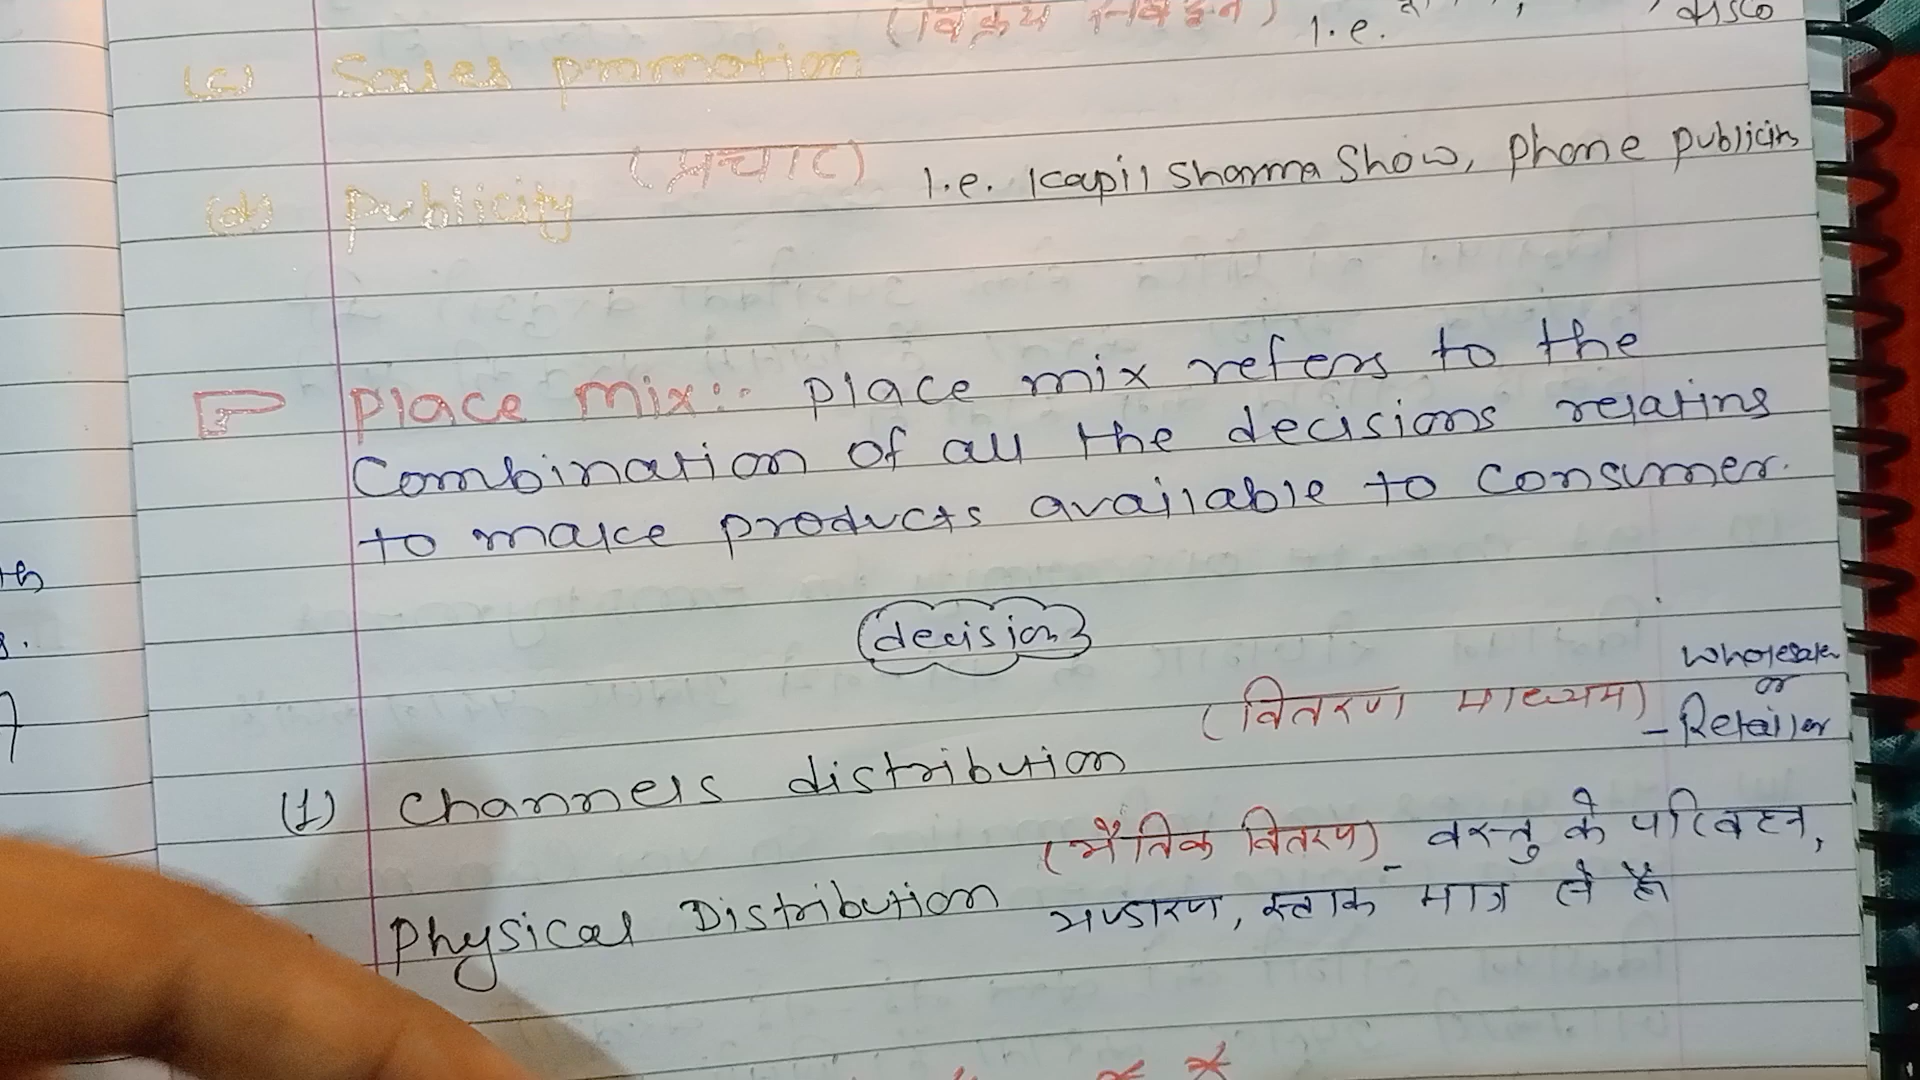 (c) Sales promotion (विक्रय i.e. disco
(d) Publicity (प्रचार) i.e. Kapil Sharma Show, Phone publicity
Place Mix:- Place mix refers to the
Combination of all the decisions relating
to make products available to consumer.
decision
(1) Channels distribution (वितरण माध्यम) - Wholesaler or Retailer
Physical Distribution (भौतिक वितरण) - वस्तु के परिवहन,
भण्डारण, स्ताक मात्र से है